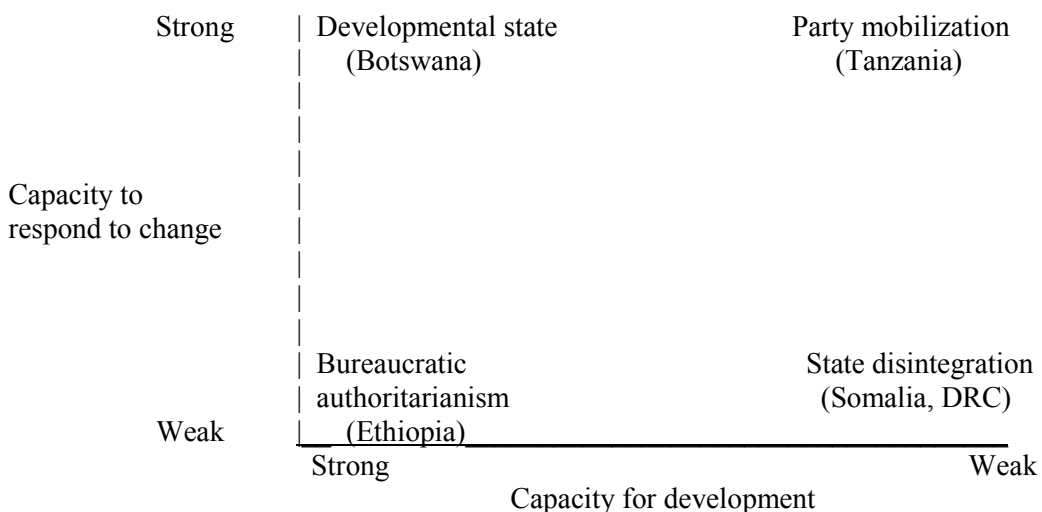 Strong | Developmental state Party mobilization
| (Botswana) (Tanzania)
|
|
|
|
Capacity to |
respond to change |
|
|
|
| Bureaucratic State disintegration
| authoritarianism (Somalia, DRC)
Weak |__(Ethiopia)
Strong Weak
Capacity for development